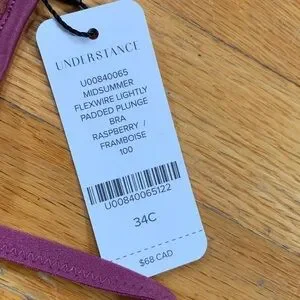 UNDERSTANCE
U00840065
MIDSUMMER
FLEXWIRE LIGHTLY
PADDED PLUNGE
BRA
RASPBERRY /
FRAMBOISE
100
U00840065122
34C
$68 CAD